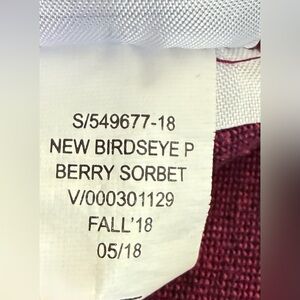 S/549677-18
NEW BIRDSEYE P
BERRY SORBET
V/000301129
FALL'18
05/18